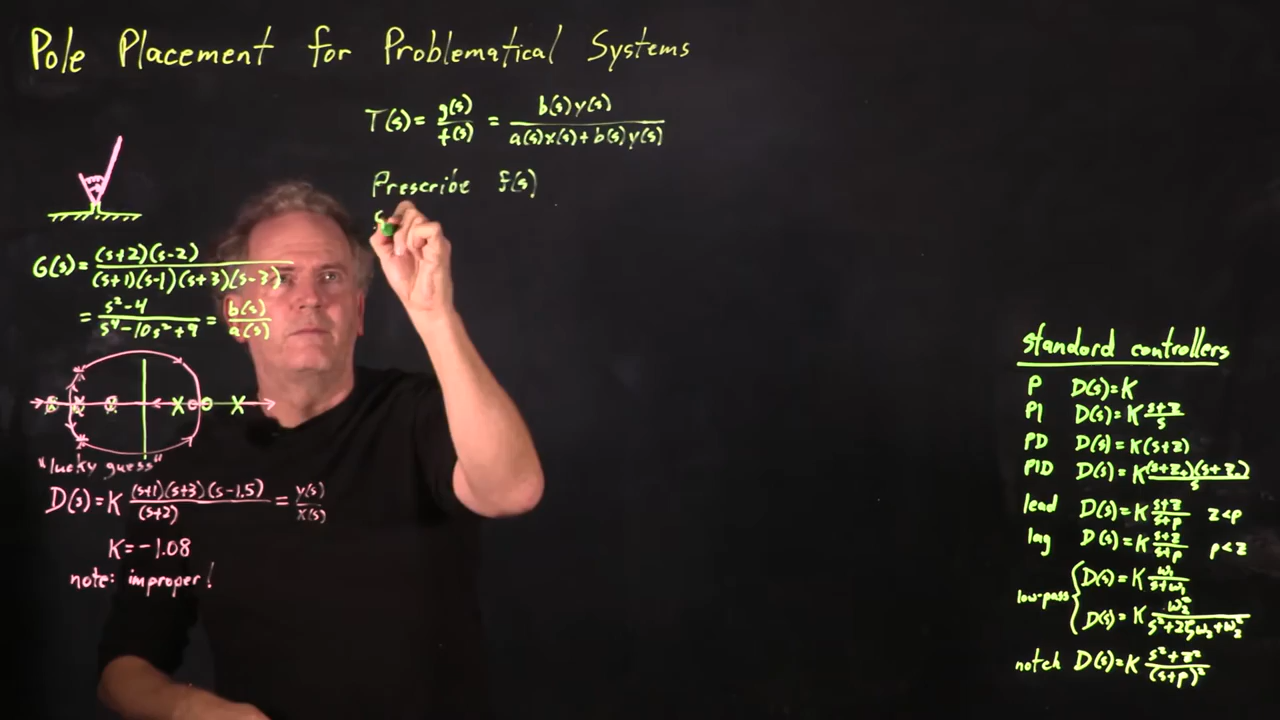 Pole Placement for Problematical Systems
T(s) = g(s)/f(s) = b(s)y(s)/(a(s)x(s) + b(s)y(s))
Prescribe f(s)
S
G(s) = (s+2)(s-2)/((s+1)(s-1)(s+3)(s-3))
= (s²-4)/(s⁴-10s²+9) = b(s)/a(s)
"lucky guess"
D(s) = K (s+1)(s+3)(s-1.5)/(s+2) = y(s)/x(s)
K = -1.08
note: improper!
standard controllers
P D(s) = K
PI D(s) = K (s+z)/s
PD D(s) = K(s+z)
PID D(s) = K (s+z₁)(s+z₂)/s
lead D(s) = K (s+z)/(s+p) z<p
lag D(s) = K (s+z)/(s+p) p<z
low-pass { D(s) = K ω₁/(s+ω₁)
D(s) = K ω₂²/(s²+2ζω₂+ω₂²)
notch D(s) = K (s²+z²)/(s+p)²